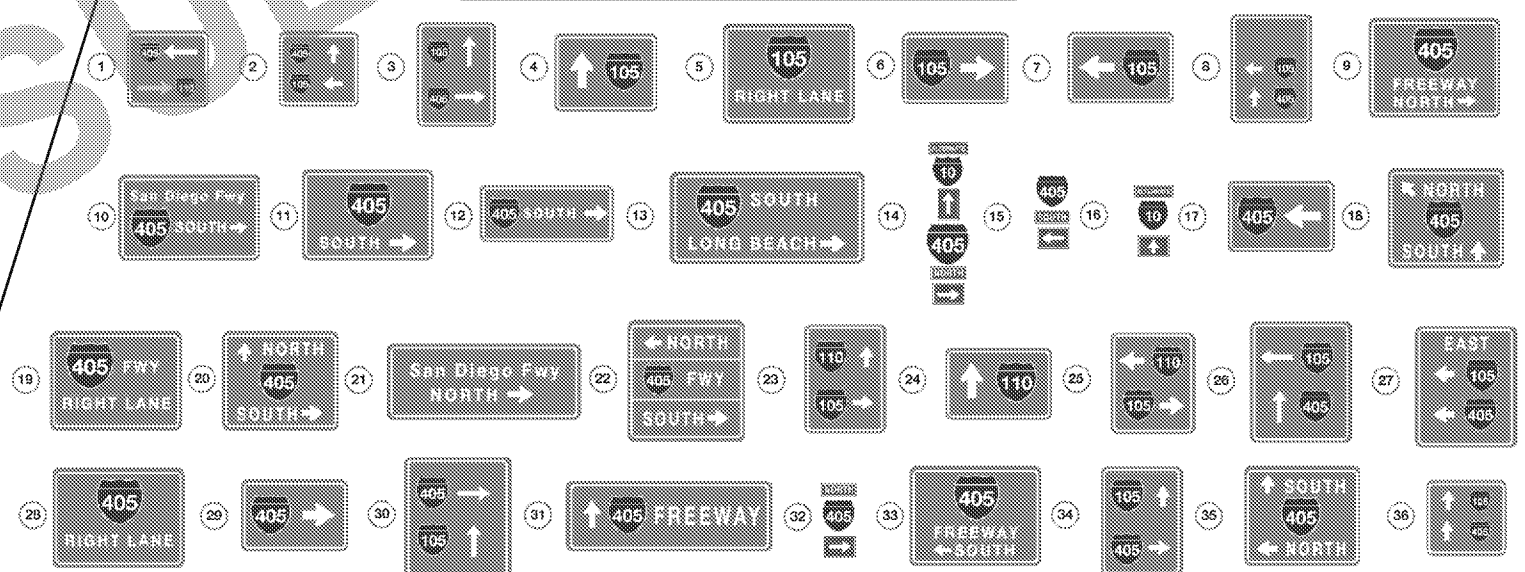 1
105
105
2
405
105
3
105
405
4
105
5
105
RIGHT LANE
6
105
7
105
8
105
405
9
405
FREEWAY
NORTH
10
San Diego Fwy
405 SOUTH
11
405
SOUTH
12
405 SOUTH
13
405 SOUTH
LONG BEACH
14
10
405
NORTH
15
405
SOUTH
16
10
17
405
18
NORTH
405
SOUTH
19
405 FWY
RIGHT LANE
20
NORTH
405
SOUTH
21
San Diego Fwy
NORTH
22
NORTH
405 FWY
SOUTH
23
110
105
24
110
25
110
105
26
105
405
27
EAST
105
405
28
405
RIGHT LANE
29
405
30
405
105
31
405 FREEWAY
32
NORTH
405
33
405
FREEWAY
SOUTH
34
105
405
35
SOUTH
405
NORTH
36
105
405